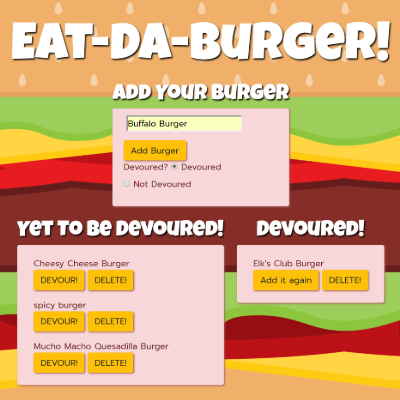 Eat-Da-Burger!
Add Your Burger
Buffalo Burger
Add Burger
Devoured? Devoured
Not Devoured
Yet to be devoured!
Cheesy Cheese Burger
DEVOUR! DELETE!
spicy burger
DEVOUR! DELETE!
Mucho Macho Quesadilla Burger
DEVOUR! DELETE!
Devoured!
Elk's Club Burger
Add it again DELETE!